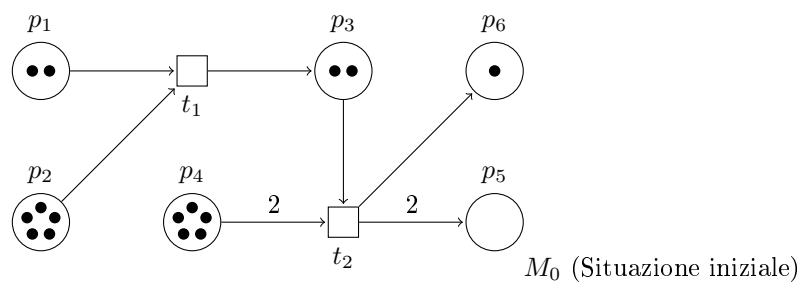 p1 p3 p6
t1
p2 p4 p5
2 2
t2
M0 (Situazione iniziale)